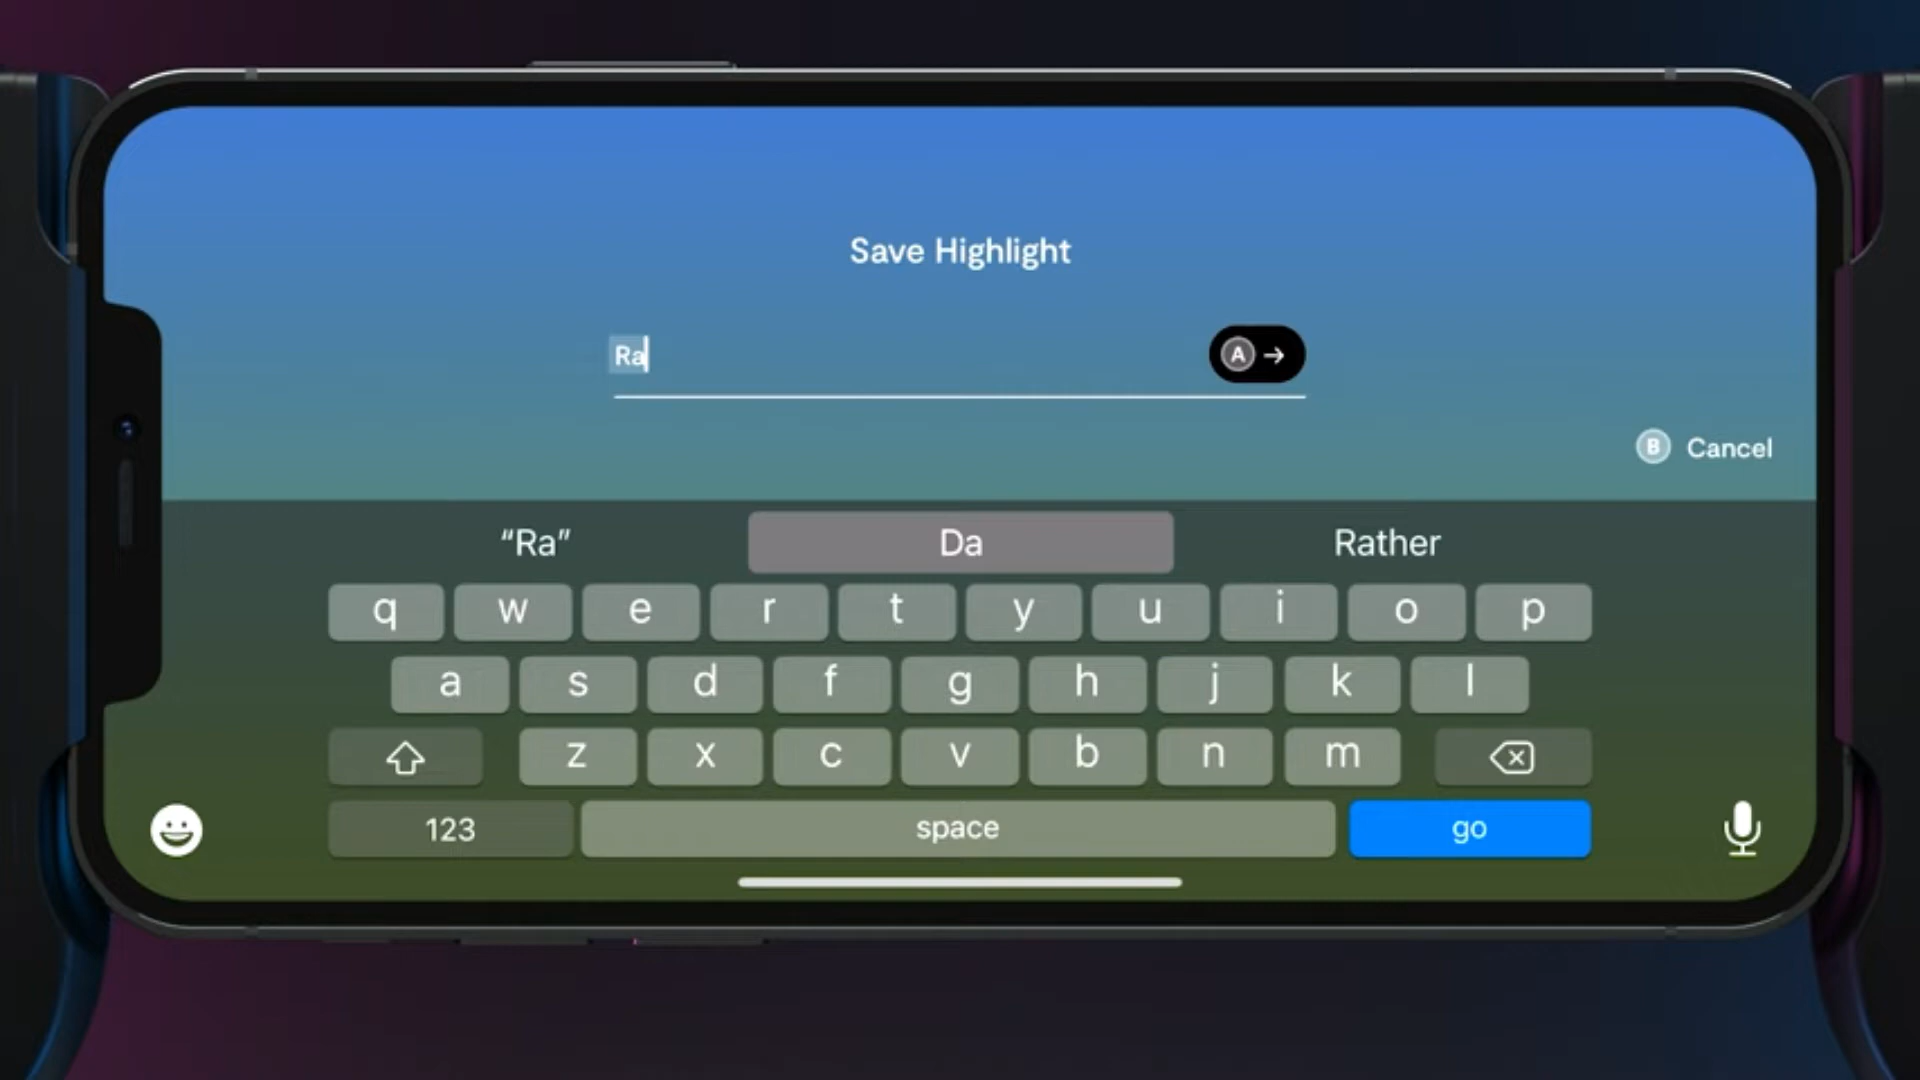 Save Highlight
Ra
A →
B Cancel
“Ra” Da Rather
q w e r t y u i o p
a s d f g h j k l
z x c v b n m
123 space go